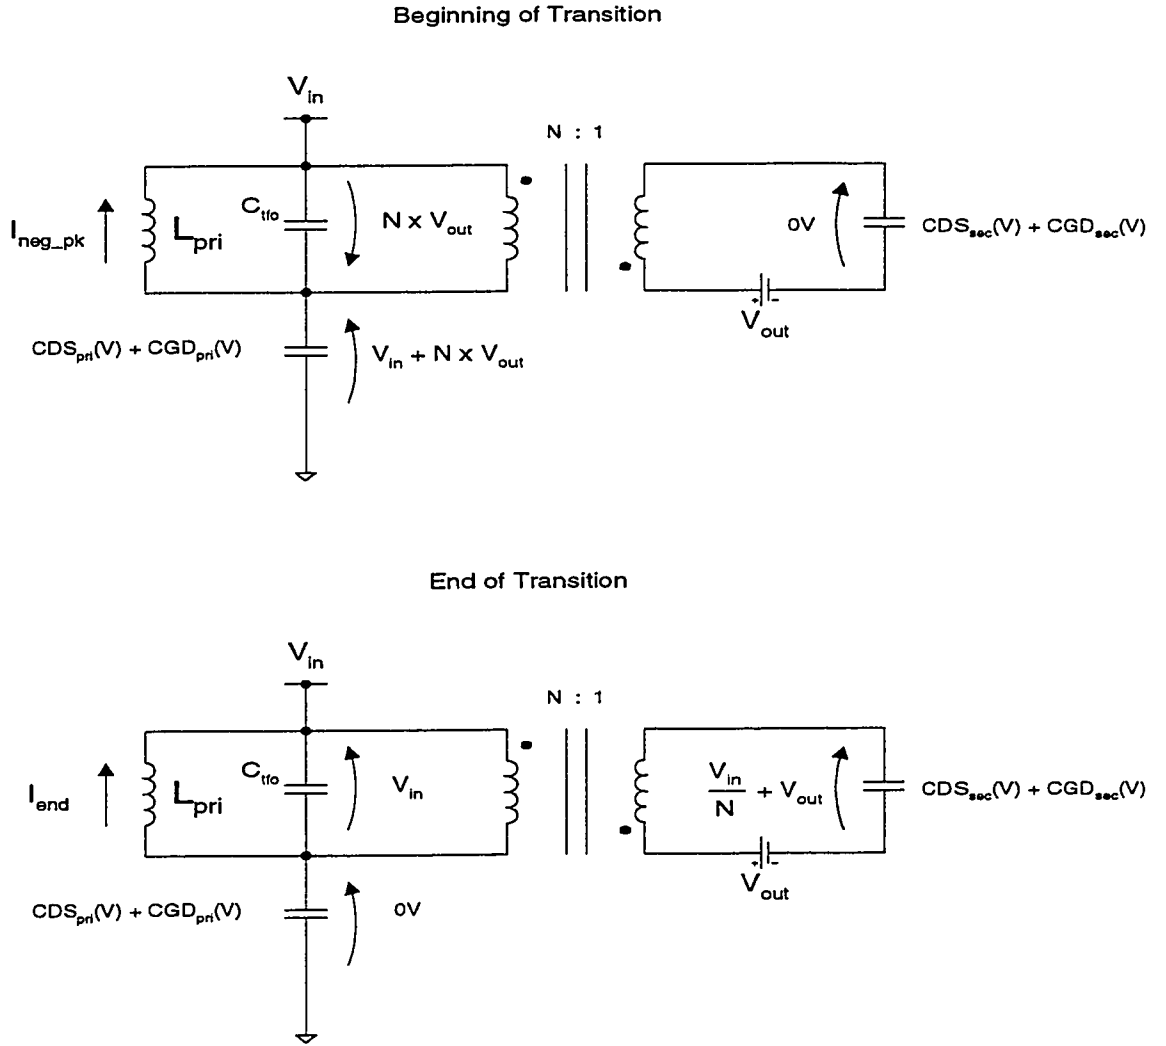 Beginning of Transition
V_in
N : 1
C_tfo
N x V_out
I_neg_pk
L_pri
0V
CDS_sec(V) + CGD_sec(V)
+ -
V_out
CDS_pri(V) + CGD_pri(V)
V_in + N x V_out
End of Transition
V_in
N : 1
C_tfo
V_in
I_end
L_pri
V_in
N
+ V_out
CDS_sec(V) + CGD_sec(V)
+ -
V_out
CDS_pri(V) + CGD_pri(V)
0V